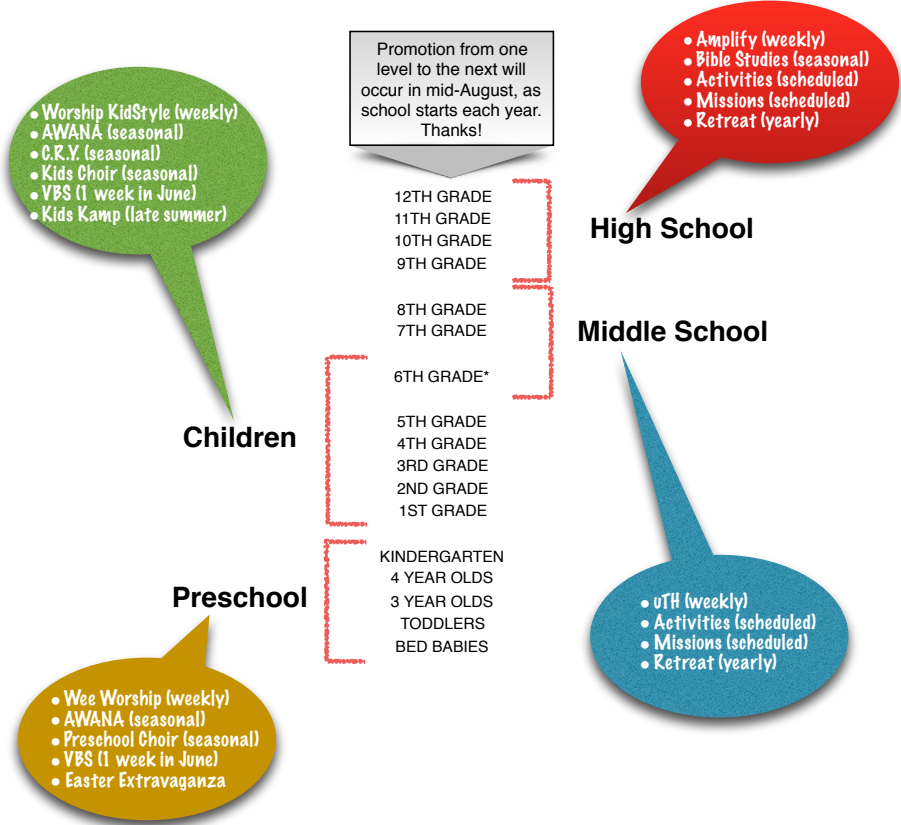 Promotion from one
level to the next will
occur in mid-August, as
school starts each year.
Thanks!
• Worship KidStyle (weekly)
• AWANA (seasonal)
• C.R.Y. (seasonal)
• Kids Choir (seasonal)
• VBS (1 week in June)
• Kids Kamp (late summer)
• Amplify (weekly)
• Bible Studies (seasonal)
• Activities (scheduled)
• Missions (scheduled)
• Retreat (yearly)
12TH GRADE
11TH GRADE
10TH GRADE
9TH GRADE
High School
8TH GRADE
7TH GRADE
Middle School
6TH GRADE*
Children
5TH GRADE
4TH GRADE
3RD GRADE
2ND GRADE
1ST GRADE
KINDERGARTEN
4 YEAR OLDS
3 YEAR OLDS
TODDLERS
BED BABIES
Preschool
• uTH (weekly)
• Activities (scheduled)
• Missions (scheduled)
• Retreat (yearly)
• Wee Worship (weekly)
• AWANA (seasonal)
• Preschool Choir (seasonal)
• VBS (1 week in June)
• Easter Extravaganza